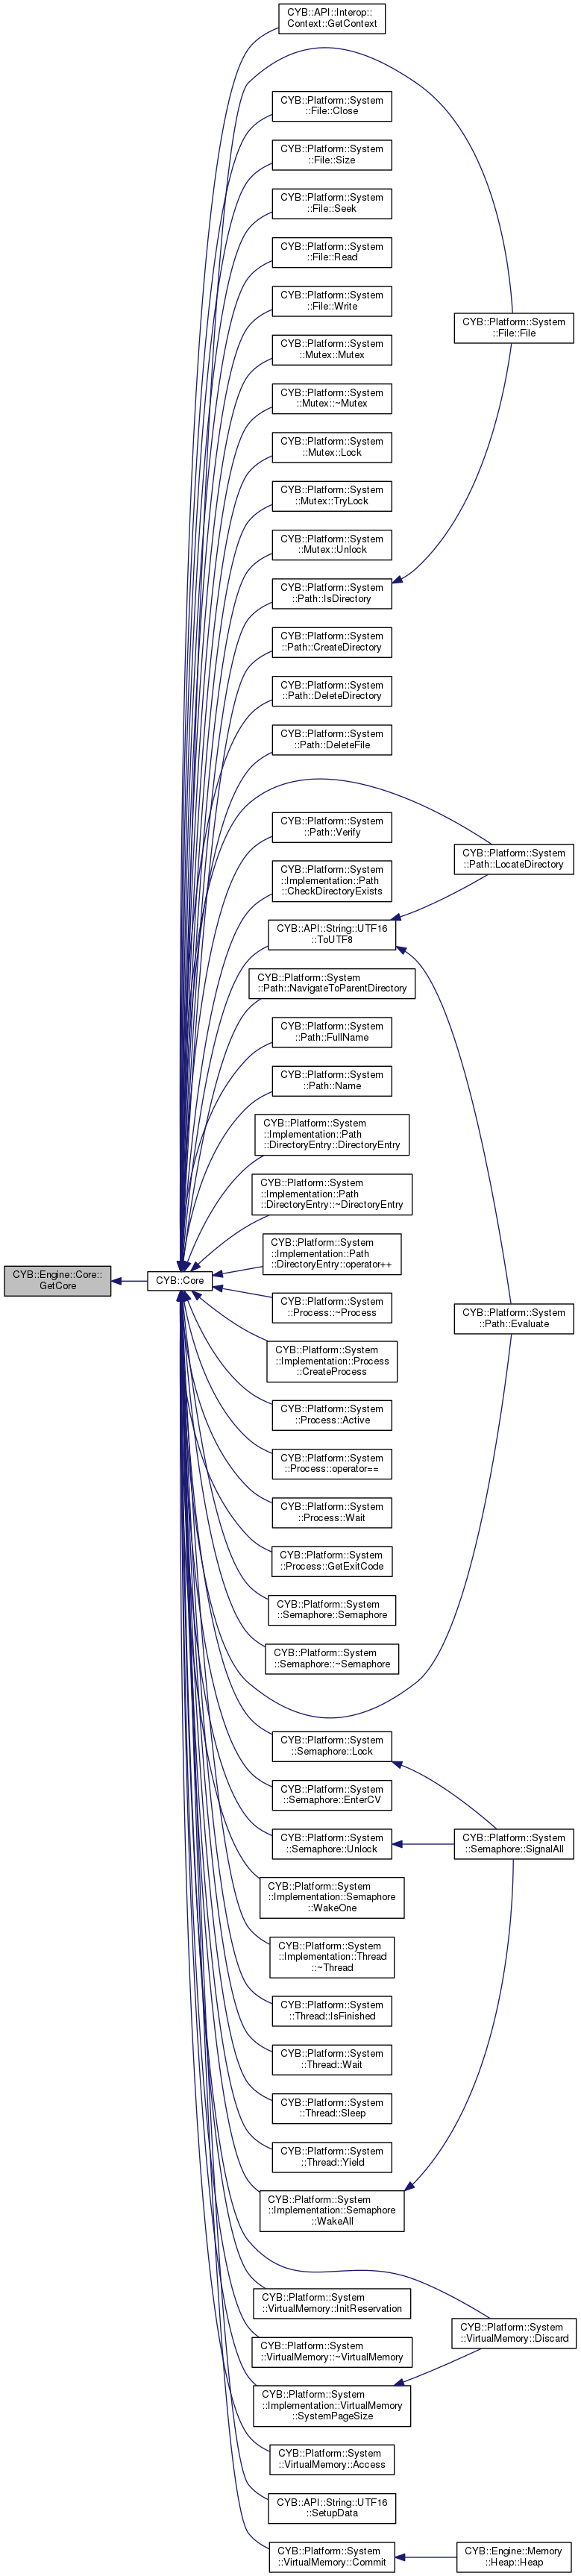 CYB::API::Interop::
Context::GetContext
CYB::Platform::System
::File::Close
CYB::Platform::System
::File::Size
CYB::Platform::System
::File::Seek
CYB::Platform::System
::File::Read
CYB::Platform::System
::File::Write
CYB::Platform::System
::File::File
CYB::Platform::System
::Mutex::Mutex
CYB::Platform::System
::Mutex::~Mutex
CYB::Platform::System
::Mutex::Lock
CYB::Platform::System
::Mutex::TryLock
CYB::Platform::System
::Mutex::Unlock
CYB::Platform::System
::Path::IsDirectory
CYB::Platform::System
::Path::CreateDirectory
CYB::Platform::System
::Path::DeleteDirectory
CYB::Platform::System
::Path::DeleteFile
CYB::Platform::System
::Path::Verify
CYB::Platform::System
::Path::LocateDirectory
CYB::Platform::System
::Implementation::Path
::CheckDirectoryExists
CYB::API::String::UTF16
::ToUTF8
CYB::Platform::System
::Path::NavigateToParentDirectory
CYB::Platform::System
::Path::FullName
CYB::Platform::System
::Path::Name
CYB::Platform::System
::Implementation::Path
::DirectoryEntry::DirectoryEntry
CYB::Platform::System
::Implementation::Path
::DirectoryEntry::~DirectoryEntry
CYB::Platform::System
::Implementation::Path
::DirectoryEntry::operator++
CYB::Engine::Core::
GetCore
CYB::Core
CYB::Platform::System
::Process::~Process
CYB::Platform::System
::Path::Evaluate
CYB::Platform::System
::Implementation::Process
::CreateProcess
CYB::Platform::System
::Process::Active
CYB::Platform::System
::Process::operator==
CYB::Platform::System
::Process::Wait
CYB::Platform::System
::Process::GetExitCode
CYB::Platform::System
::Semaphore::Semaphore
CYB::Platform::System
::Semaphore::~Semaphore
CYB::Platform::System
::Semaphore::Lock
CYB::Platform::System
::Semaphore::EnterCV
CYB::Platform::System
::Semaphore::Unlock
CYB::Platform::System
::Semaphore::SignalAll
CYB::Platform::System
::Implementation::Semaphore
::WakeOne
CYB::Platform::System
::Implementation::Thread
::~Thread
CYB::Platform::System
::Thread::IsFinished
CYB::Platform::System
::Thread::Wait
CYB::Platform::System
::Thread::Sleep
CYB::Platform::System
::Thread::Yield
CYB::Platform::System
::Implementation::Semaphore
::WakeAll
CYB::Platform::System
::VirtualMemory::InitReservation
CYB::Platform::System
::VirtualMemory::Discard
CYB::Platform::System
::VirtualMemory::~VirtualMemory
CYB::Platform::System
::Implementation::VirtualMemory
::SystemPageSize
CYB::Platform::System
::VirtualMemory::Access
CYB::API::String::UTF16
::SetupData
CYB::Platform::System
::VirtualMemory::Commit
CYB::Engine::Memory
::Heap::Heap